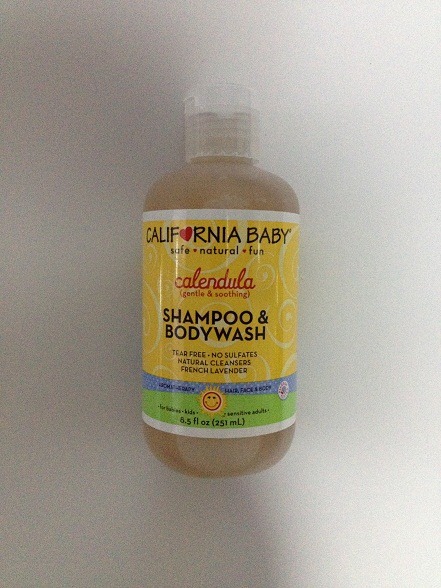 CALIFORNIA BABY®
safe • natural • fun
calendula
(gentle & soothing)
SHAMPOO &
BODYWASH
TEAR FREE • NO SULFATES
NATURAL CLEANSERS
FRENCH LAVENDER
AROMATHERAPY HAIR, FACE & BODY
• for babies • kids • sensitive adults •
8.5 fl oz (251 mL)